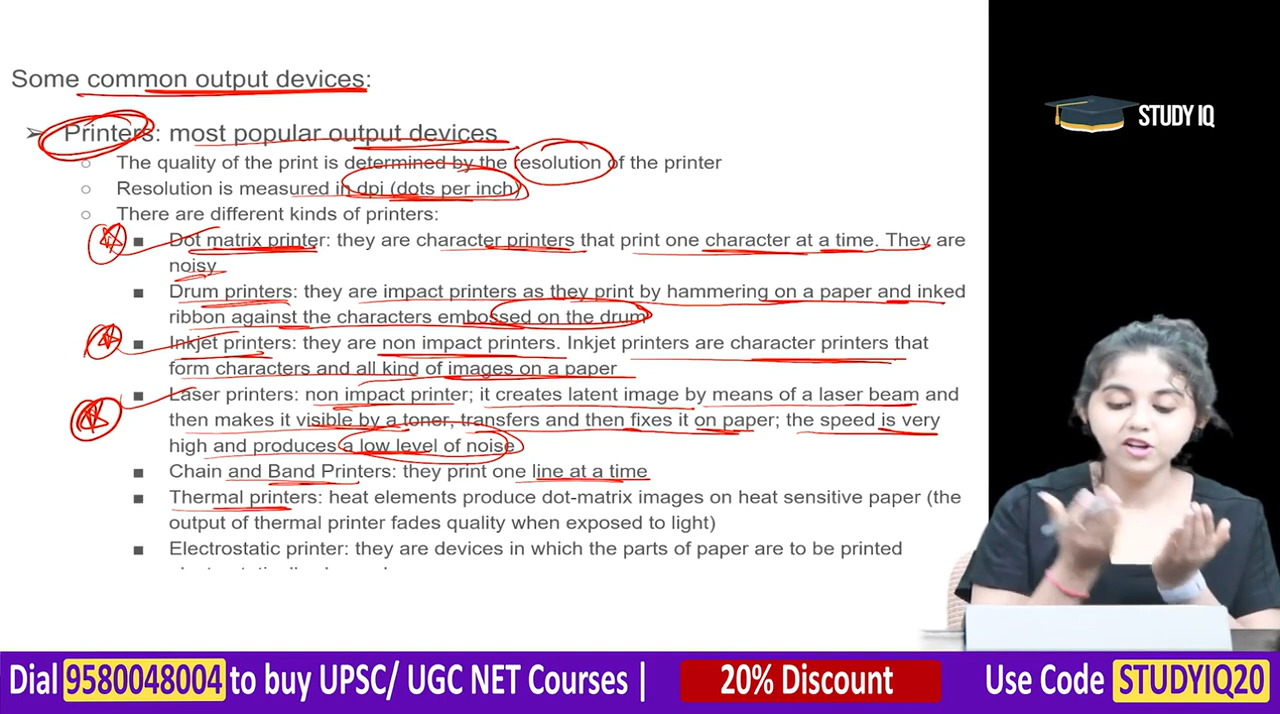 Some common output devices:
➢ Printers: most popular output devices
○ The quality of the print is determined by the resolution of the printer
○ Resolution is measured in dpi (dots per inch)
○ There are different kinds of printers:
■ Dot matrix printer: they are character printers that print one character at a time. They are
noisy
■ Drum printers: they are impact printers as they print by hammering on a paper and inked
ribbon against the characters embossed on the drum
■ Inkjet printers: they are non impact printers. Inkjet printers are character printers that
form characters and all kind of images on a paper
■ Laser printers: non impact printer; it creates latent image by means of a laser beam and
then makes it visible by a toner, transfers and then fixes it on paper; the speed is very
high and produces a low level of noise
■ Chain and Band Printers: they print one line at a time
■ Thermal printers: heat elements produce dot-matrix images on heat sensitive paper (the
output of thermal printer fades quality when exposed to light)
■ Electrostatic printer: they are devices in which the parts of paper are to be printed
STUDY IQ
Dial 9580048004 to buy UPSC/ UGC NET Courses | 20% Discount Use Code STUDYIQ20